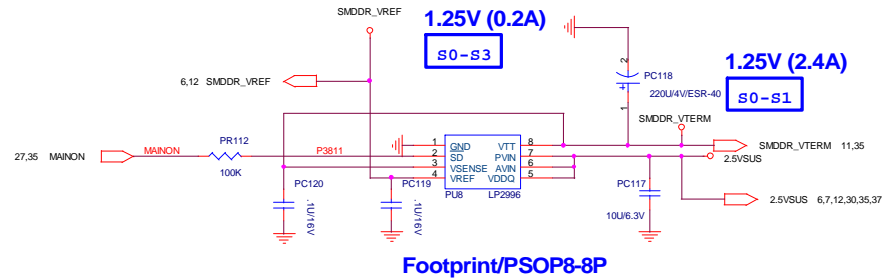 SMDDR_VREF
1.25V (0.2A)
S0-S3
6,12 SMDDR_VREF
2
PC118
220U/4V/ESR-40
1
1.25V (2.4A)
S0-S1
SMDDR_VTERM
27,35 MAINON
MAINON
PR112
100K
P3811
1 GND VTT 8
2 SD PVIN 7
3 VSENSE AVIN 6
4 VREF VDDQ 5
PU8 LP2996
SMDDR_VTERM 11,35
2.5VSUS
PC120
.1U/16V
PC119
.1U/16V
PC117
10U/6.3V
2.5VSUS 6,7,12,30,35,37
Footprint/PSOP8-8P